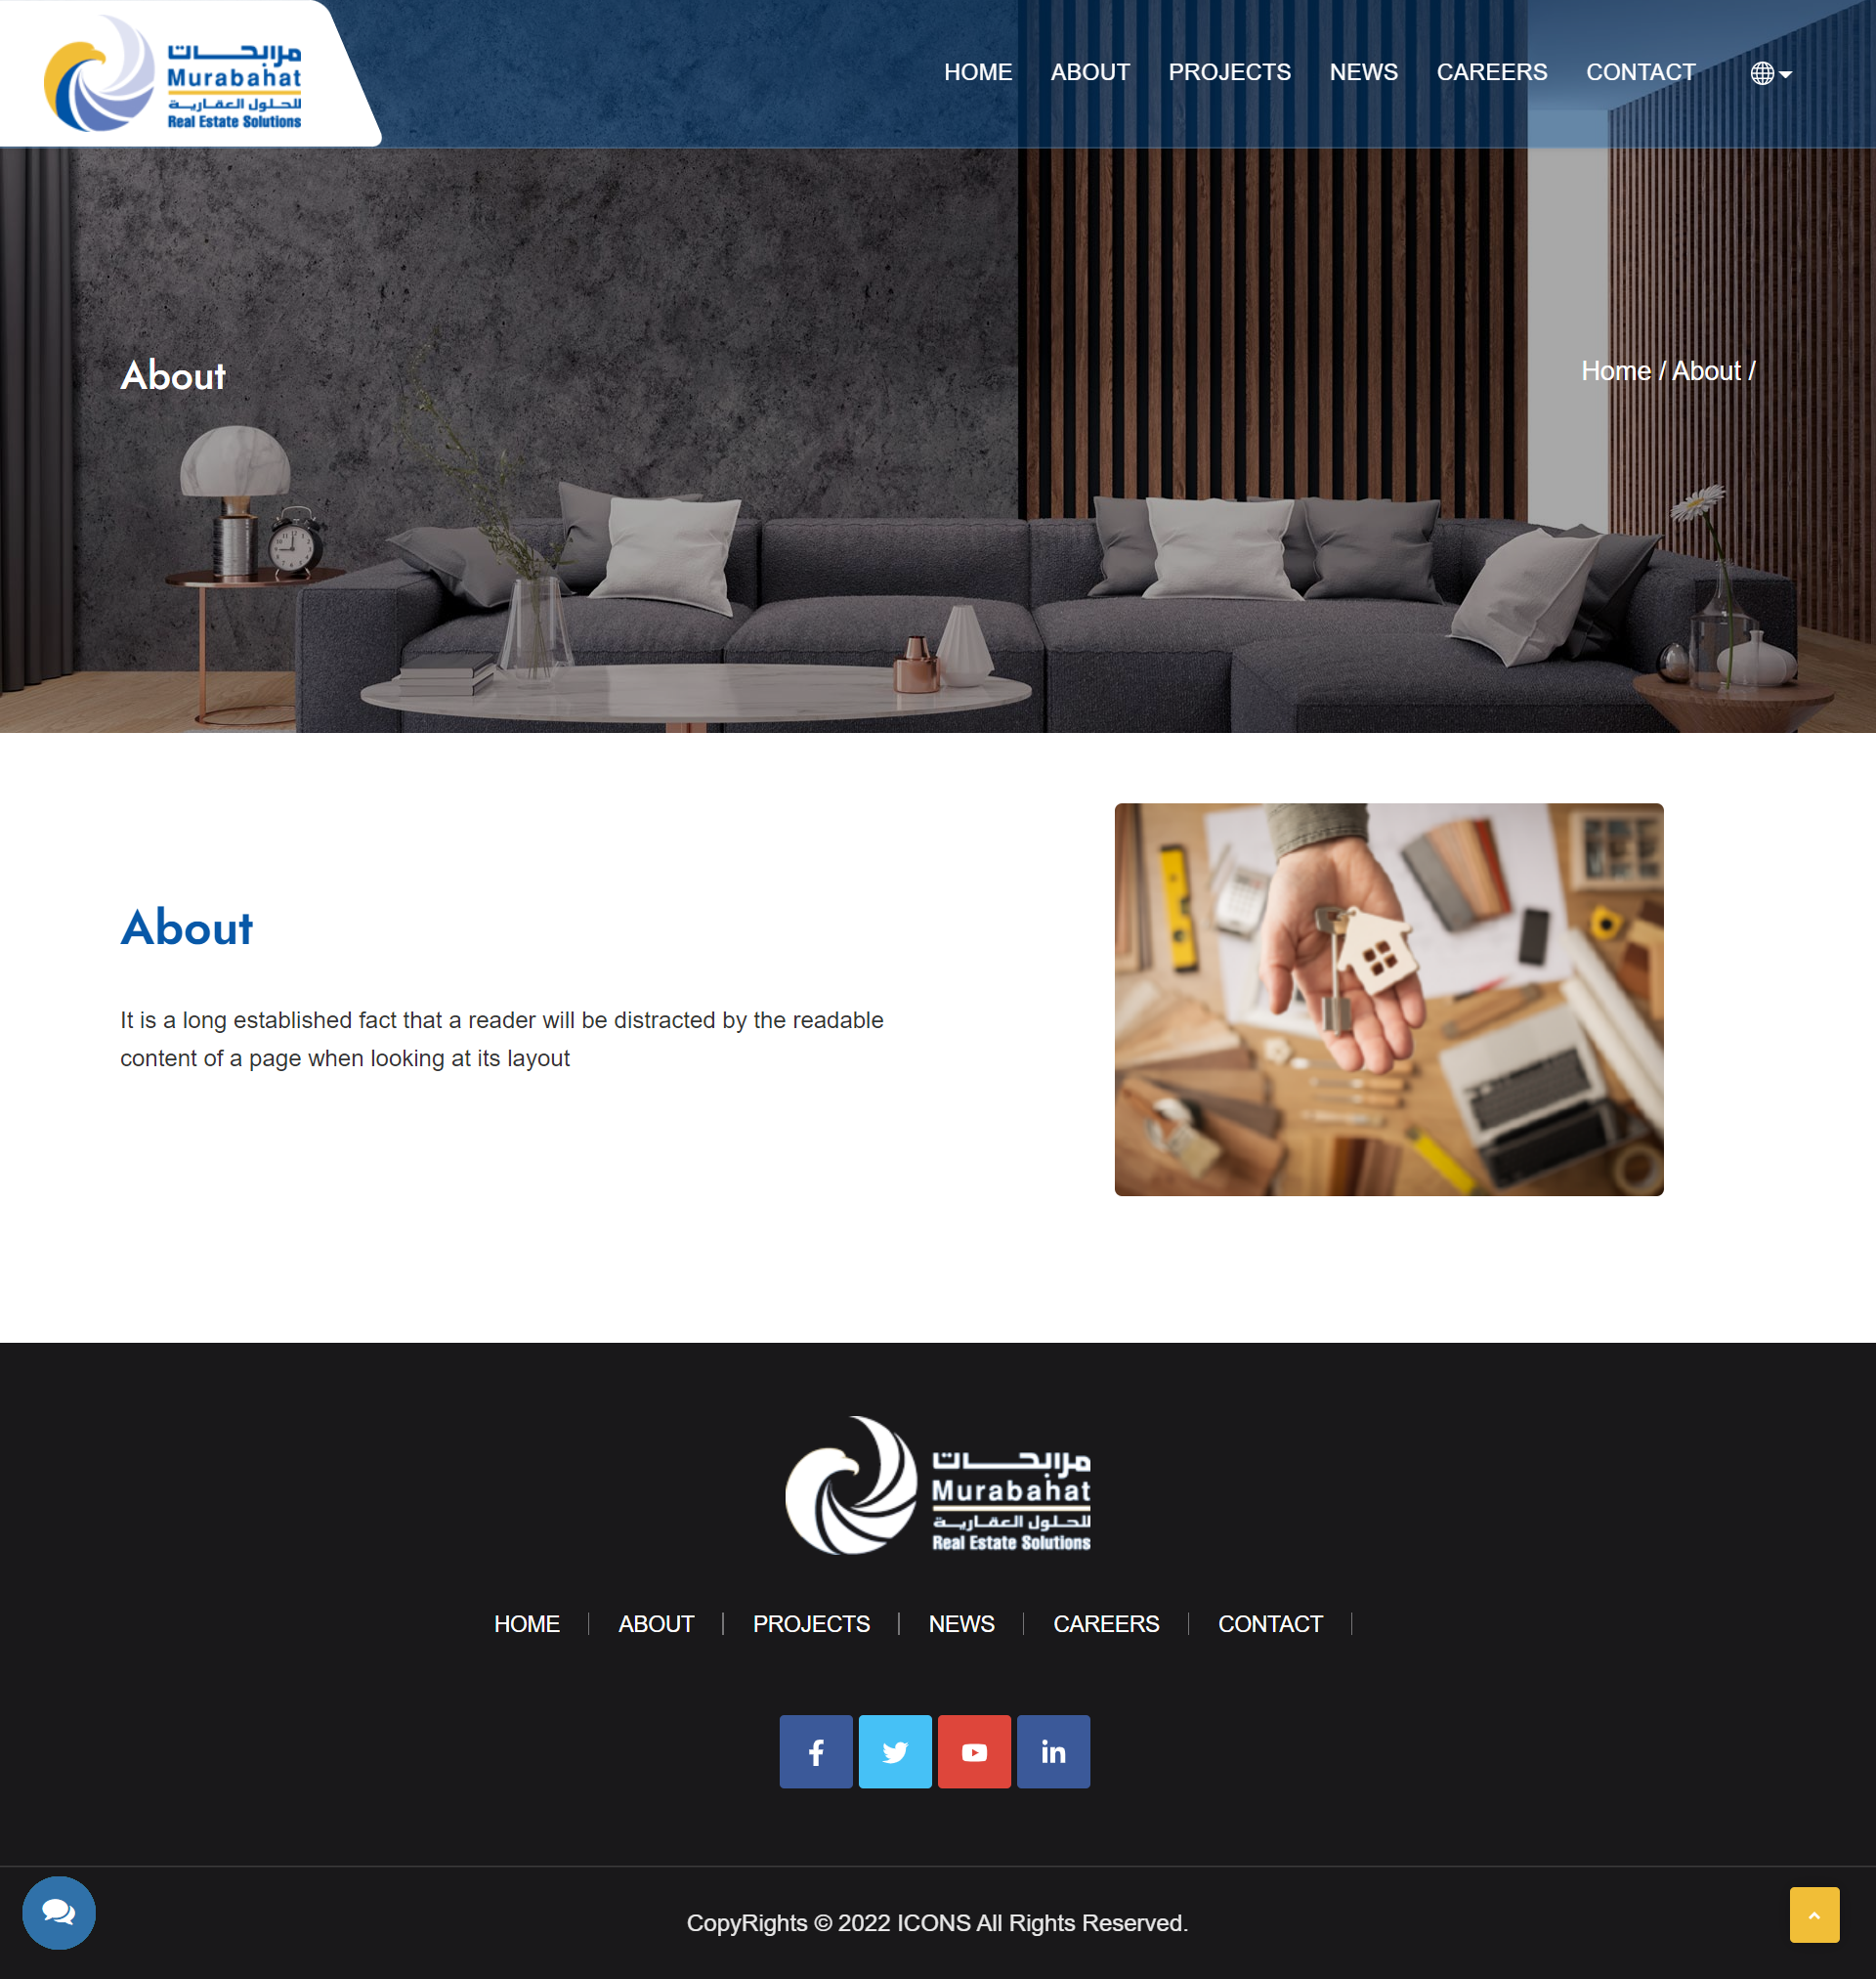 مرابحات
Murabahat
للحلول العقارية
Real Estate Solutions
HOME ABOUT PROJECTS NEWS CAREERS CONTACT
About
Home / About /
About
It is a long established fact that a reader will be distracted by the readable
content of a page when looking at its layout
مرابحات
Murabahat
للحلول العقارية
Real Estate Solutions
HOME ABOUT PROJECTS NEWS CAREERS CONTACT
CopyRights © 2022 ICONS All Rights Reserved.